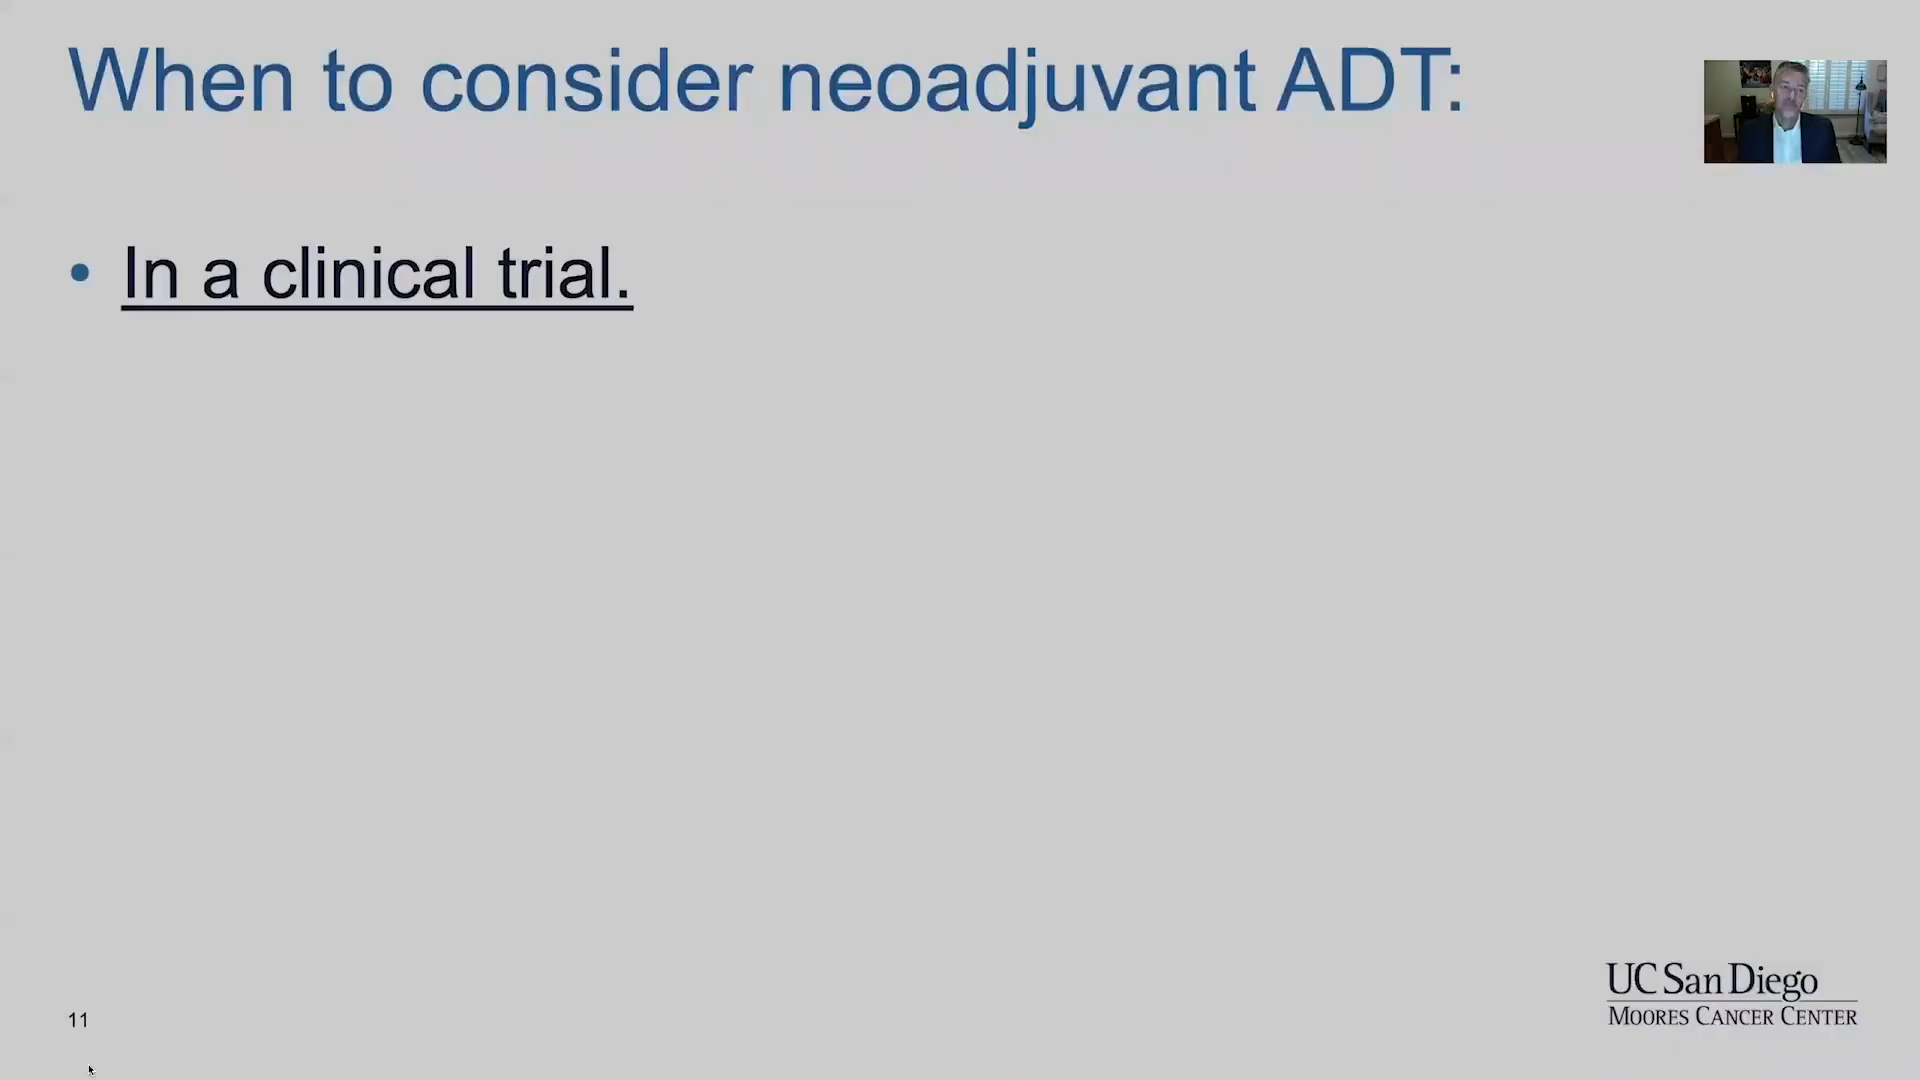 When to consider neoadjuvant ADT:
• In a clinical trial.
UC San Diego
MOORES CANCER CENTER
11